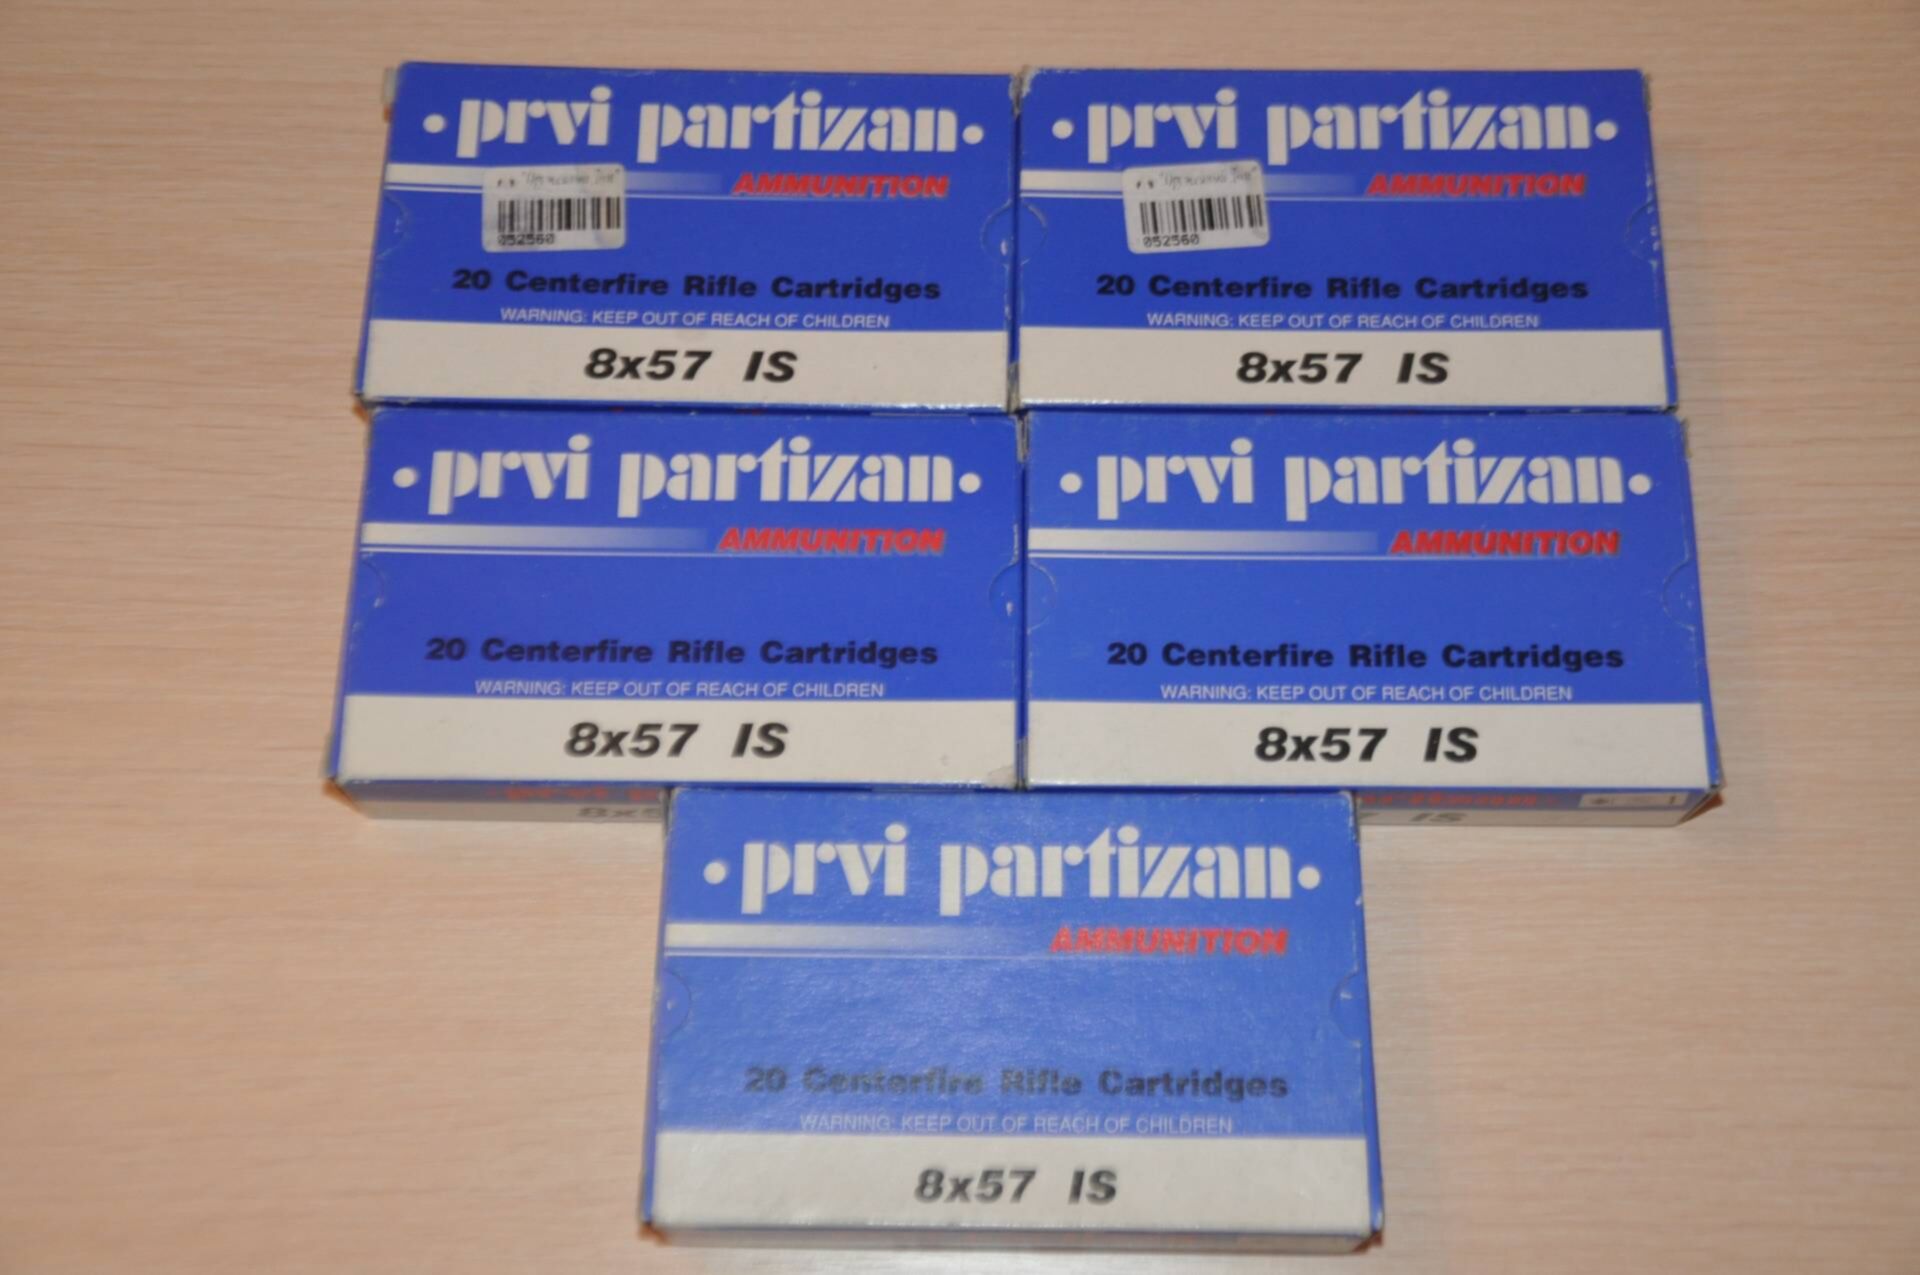 • prvi partizan •
AMMUNITION
052560
20 Centerfire Rifle Cartridges
WARNING: KEEP OUT OF REACH OF CHILDREN
8x57 IS
• prvi partizan •
AMMUNITION
052560
20 Centerfire Rifle Cartridges
WARNING: KEEP OUT OF REACH OF CHILDREN
8x57 IS
• prvi partizan •
AMMUNITION
20 Centerfire Rifle Cartridges
WARNING: KEEP OUT OF REACH OF CHILDREN
8x57 IS
• prvi partizan •
AMMUNITION
20 Centerfire Rifle Cartridges
WARNING: KEEP OUT OF REACH OF CHILDREN
8x57 IS
IS
• prvi partizan •
AMMUNITION
20 Centerfire Rifle Cartridges
WARNING: KEEP OUT OF REACH OF CHILDREN
8x57 IS